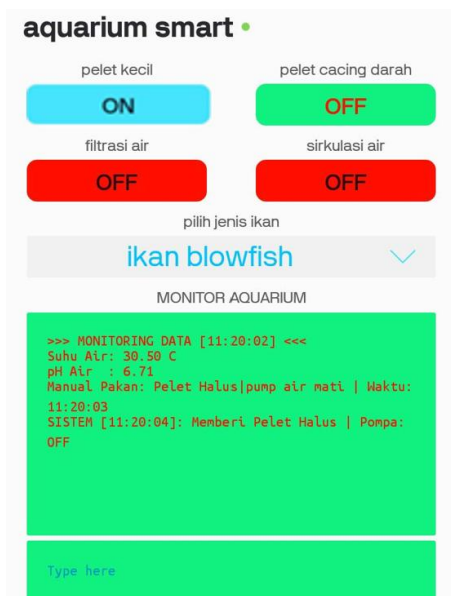 aquarium smart
pelet kecil pelet cacing darah
ON OFF
filtrasi air sirkulasi air
OFF OFF
pilih jenis ikan
ikan blowfish
MONITOR AQUARIUM
>>> MONITORING DATA [11:20:02] <<<
Suhu Air: 30.50 C
pH Air : 6.71
Manual Pakan: Pelet Halus|pump air mati | Waktu:
11:20:03
SISTEM [11:20:04]: Memberi Pelet Halus | Pompa:
OFF
Type here